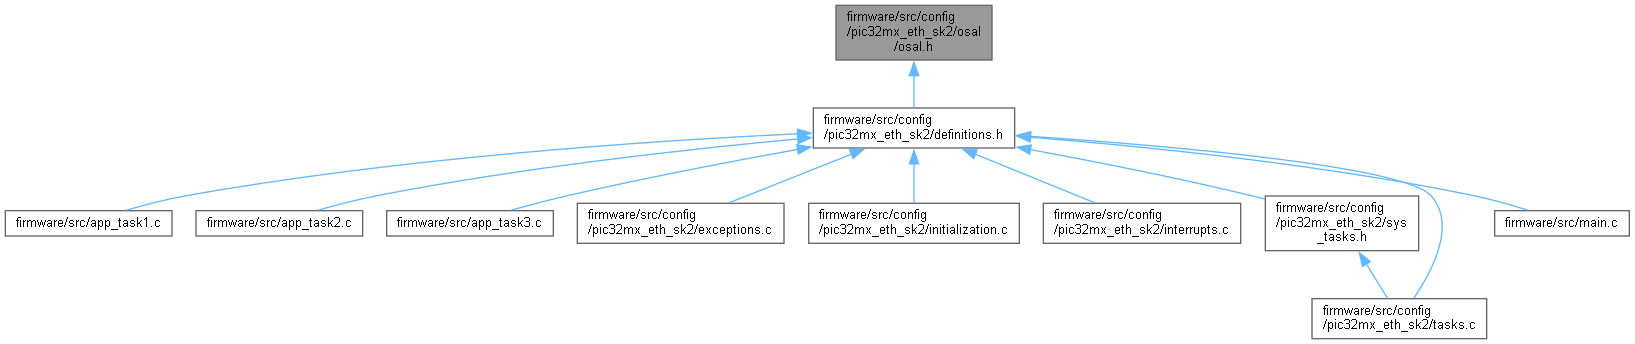 firmware/src/config
/pic32mx_eth_sk2/osal
/osal.h
firmware/src/config
/pic32mx_eth_sk2/definitions.h
firmware/src/app_task1.c
firmware/src/app_task2.c
firmware/src/app_task3.c
firmware/src/config
/pic32mx_eth_sk2/exceptions.c
firmware/src/config
/pic32mx_eth_sk2/initialization.c
firmware/src/config
/pic32mx_eth_sk2/interrupts.c
firmware/src/config
/pic32mx_eth_sk2/sys
_tasks.h
firmware/src/main.c
firmware/src/config
/pic32mx_eth_sk2/tasks.c